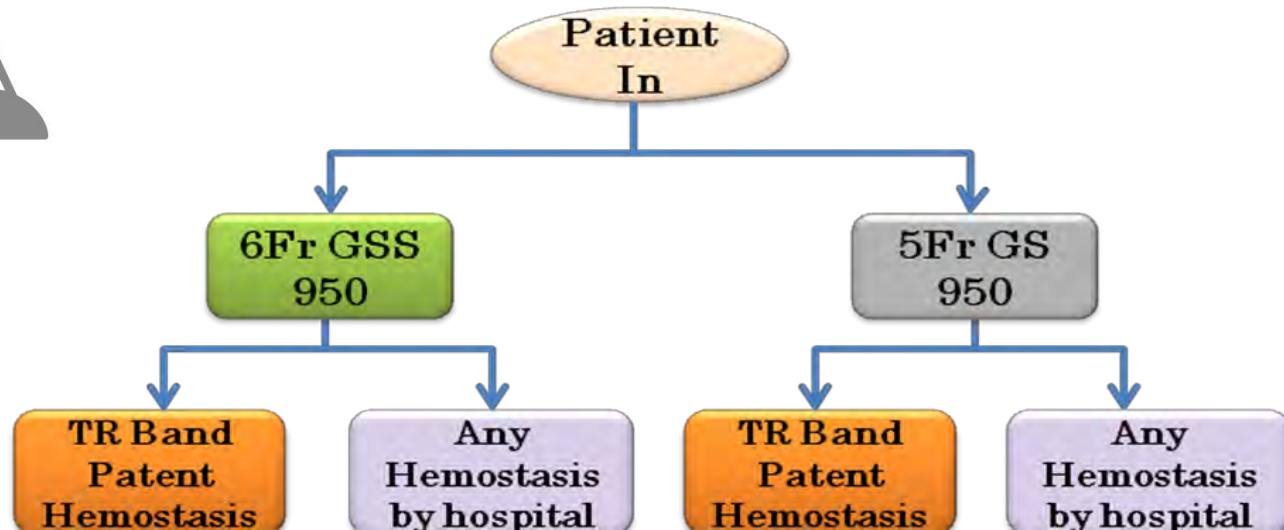 Patient
In
6Fr GSS
950
5Fr GS
950
TR Band
Patent
Hemostasis
Any
Hemostasis
by hospital
TR Band
Patent
Hemostasis
Any
Hemostasis
by hospital